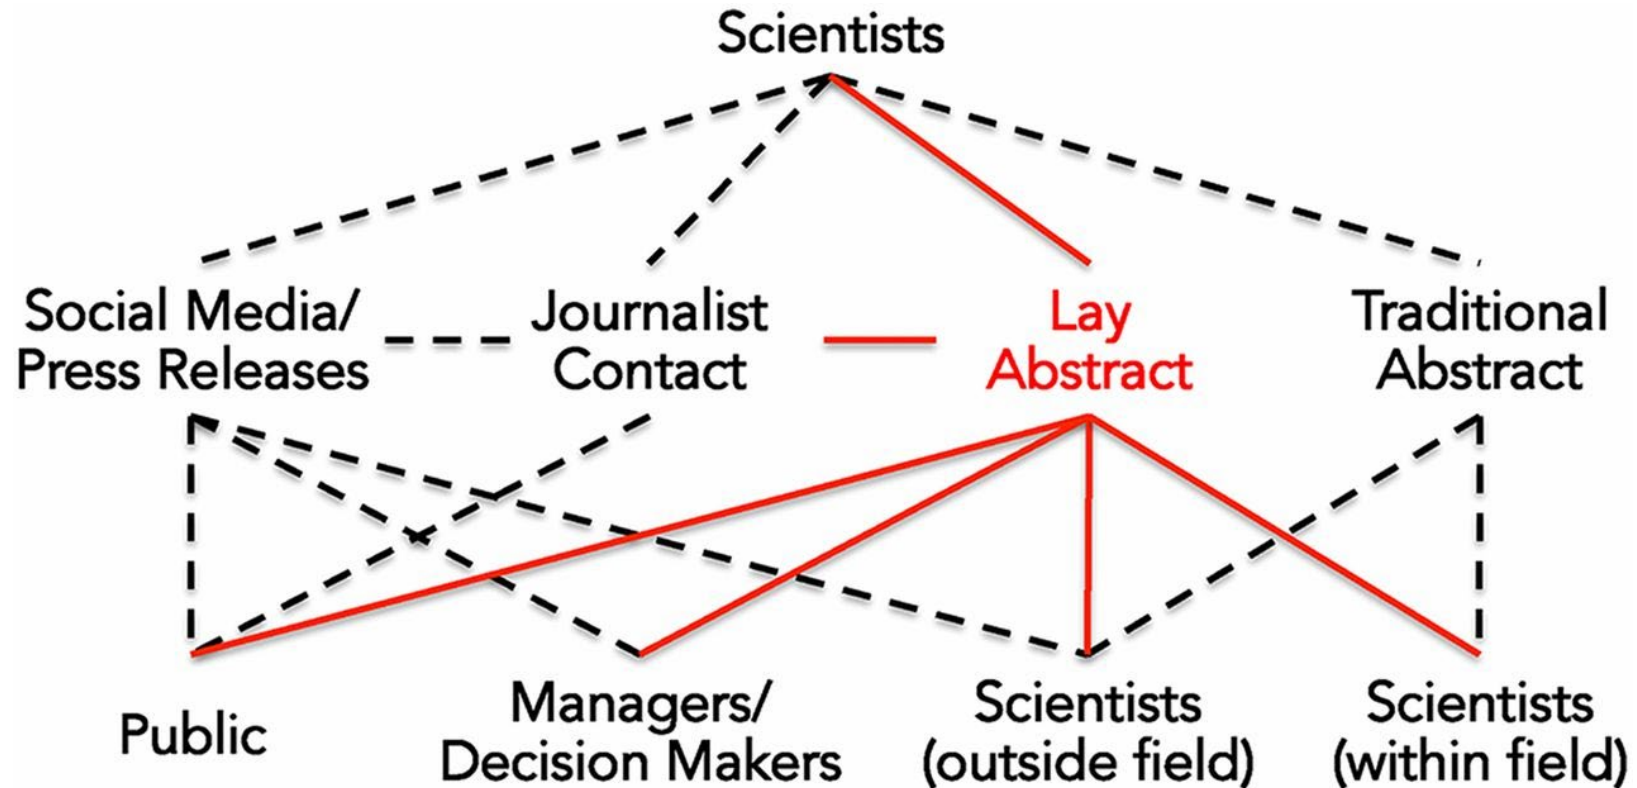 Scientists
Social Media/
Press Releases
Journalist
Contact
Lay
Abstract
Traditional
Abstract
Public
Managers/
Decision Makers
Scientists
(outside field)
Scientists
(within field)